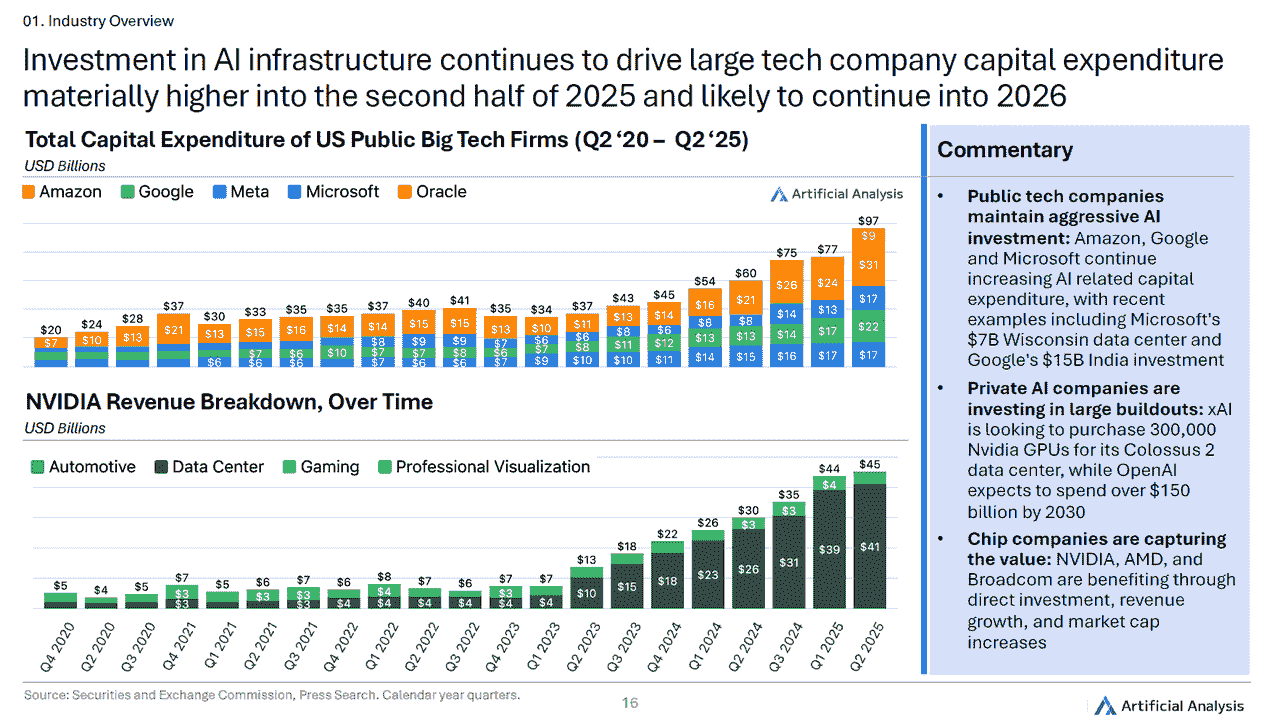 01. Industry Overview
Investment in AI infrastructure continues to drive large tech company capital expenditure
materially higher into the second half of 2025 and likely to continue into 2026
Total Capital Expenditure of US Public Big Tech Firms (Q2 ‘20 – Q2 ‘25)
USD Billions
Amazon Google Meta Microsoft Oracle
Artificial Analysis
$20 $24 $28 $37 $30 $33 $35 $35 $37 $40 $41 $35 $34 $37 $43 $45 $54 $60 $75 $77 $97
$9
$7 $10 $13 $21 $13 $15 $16 $14 $14 $15 $15 $13 $10 $11 $13 $14 $16 $21 $26 $24 $31
$8 $9 $9 $7 $6 $6 $8 $6 $8 $8 $14 $13 $17
$7 $6 $10 $7 $7 $8 $6 $7 $8 $11 $12 $13 $13 $14 $17 $22
$6 $6 $6 $7 $6 $6 $7 $9 $10 $10 $11 $14 $15 $16 $17 $17
NVIDIA Revenue Breakdown, Over Time
USD Billions
Automotive Data Center Gaming Professional Visualization
$5 $4 $5 $7 $5 $6 $7 $6 $8 $7 $6 $7 $7 $13 $18 $22 $26 $30 $35 $44 $45
$3 $3 $3 $4 $3 $3 $3 $4
$3 $3 $4 $4 $4 $4 $4 $4 $10 $15 $18 $23 $26 $31 $39 $41
Q4 2020 Q2 2020 Q3 2020 Q4 2021 Q1 2021 Q2 2021 Q3 2021 Q4 2022 Q1 2022 Q2 2022 Q3 2022 Q4 2023 Q1 2023 Q2 2023 Q3 2023 Q4 2024 Q1 2024 Q2 2024 Q3 2024 Q1 2025 Q2 2025
Commentary
• Public tech companies
maintain aggressive AI
investment: Amazon, Google
and Microsoft continue
increasing AI related capital
expenditure, with recent
examples including Microsoft's
$7B Wisconsin data center and
Google's $15B India investment
• Private AI companies are
investing in large buildouts: xAI
is looking to purchase 300,000
Nvidia GPUs for its Colossus 2
data center, while OpenAI
expects to spend over $150
billion by 2030
• Chip companies are capturing
the value: NVIDIA, AMD, and
Broadcom are benefiting through
direct investment, revenue
growth, and market cap
increases
Source: Securities and Exchange Commission, Press Search. Calendar year quarters.
16
Artificial Analysis